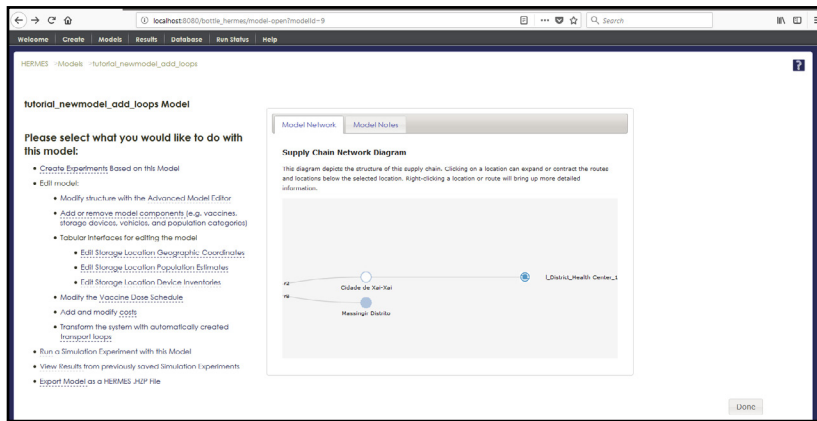 localhost:8080/bottle_hermes/model-open?modelId=9
Search
Welcome Create Models Results Database Run Status Help
HERMES >Models >tutorial_newmodel_add_loops
?
tutorial_newmodel_add_loops Model
Please select what you would like to do with
this model:
Create Experiments Based on this Model
Edit model:
Modify structure with the Advanced Model Editor
Add or remove model components (e.g. vaccines,
storage devices, vehicles, and population categories)
Tabular interfaces for editing the model
Edit Storage Location Geographic Coordinates
Edit Storage Location Population Estimates
Edit Storage Location Device Inventories
Modify the Vaccine Dose Schedule
Add and modify costs
Transform the system with automatically created
transport loops
Run a Simulation Experiment with this Model
View Results from previously saved Simulation Experiments
Export Model as a HERMES .HZP File
Model Network Model Notes
Supply Chain Network Diagram
This diagram depicts the structure of this supply chain. Clicking on a location can expand or contract the routes
and locations below the selected location. Right-clicking a location or route will bring up more detailed
information.
Cidade de Xai-Xai
l_District_Health Center_1
Massingir Distrito
Done